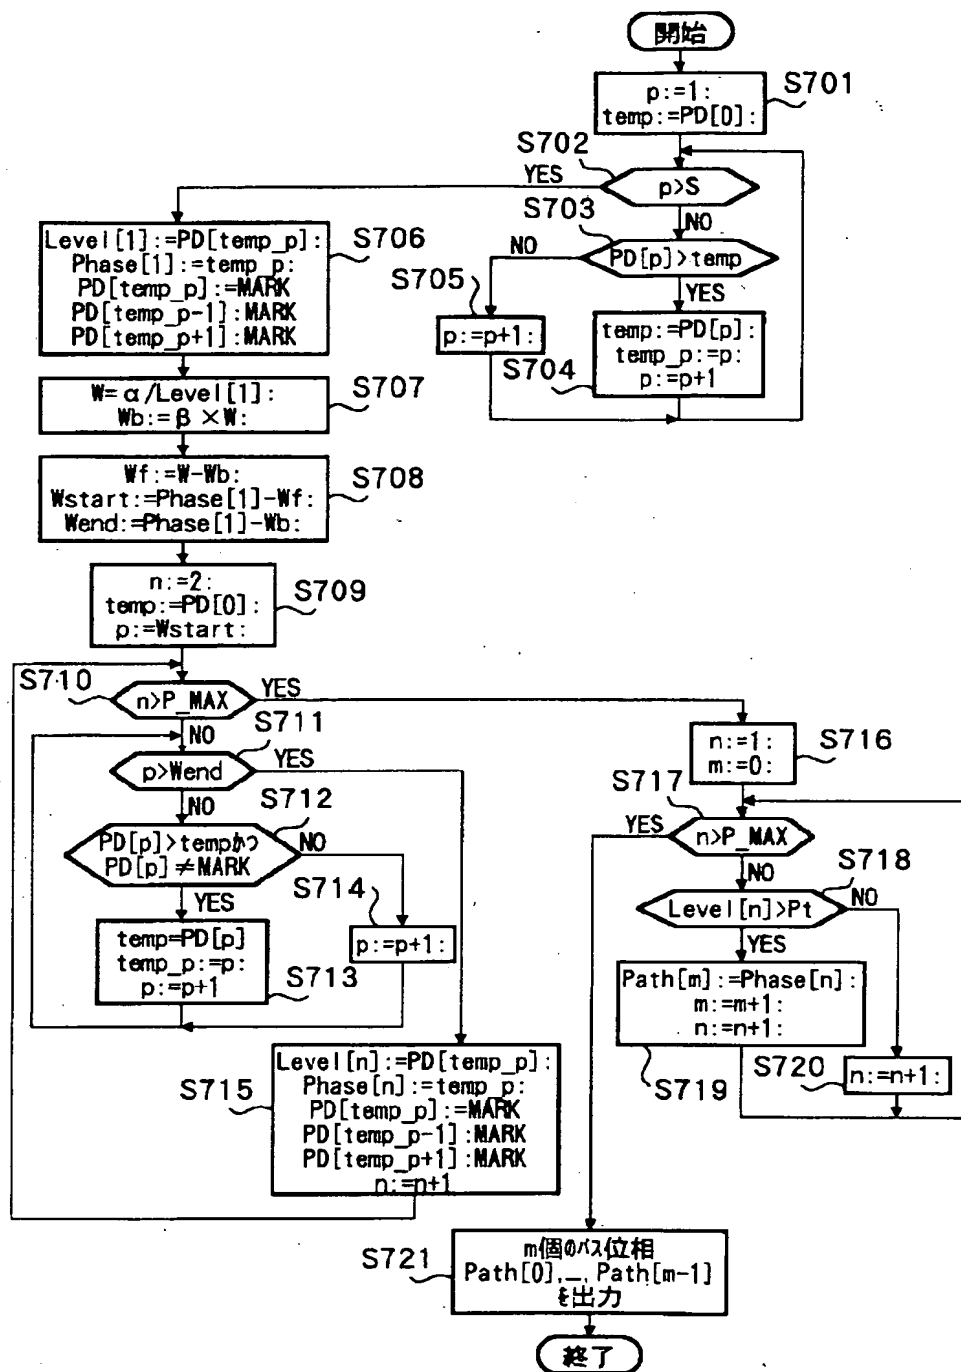 開始
p:=1:
temp:=PD[0]:
S701
S702
p>S
YES
NO
S703
PD[p]>temp
NO
YES
S705
p:=p+1:
temp:=PD[p]:
temp_p:=p:
p:=p+1
S704
Level[1]:=PD[temp_p]:
Phase[1]:=temp_p:
PD[temp_p]:=MARK
PD[temp_p-1]:MARK
PD[temp_p+1]:MARK
S706
W=α/Level[1]:
Wb:=β×W:
S707
Wf:=W-Wb:
Wstart:=Phase[1]-Wf:
Wend:=Phase[1]-Wb:
S708
n:=2:
temp:=PD[0]:
p:=Wstart:
S709
S710
n>P_MAX
YES
NO
S711
p>Wend
YES
NO
S712
PD[p]>tempかつ
PD[p]≠MARK
NO
YES
S714
p:=p+1:
temp=PD[p]
temp_p:=p:
p:=p+1
S713
S715
Level[n]:=PD[temp_p]:
Phase[n]:=temp_p:
PD[temp_p]:=MARK
PD[temp_p-1]:MARK
PD[temp_p+1]:MARK
n:=n+1
n:=1:
m:=0:
S716
S717
n>P_MAX
YES
NO
S718
Level[n]>Pt
NO
YES
Path[m]:=Phase[n]:
m:=m+1:
n:=n+1:
S719
S720
n:=n+1:
S721
m個のパス位相
Path[0],…,Path[m-1]
を出力
終了